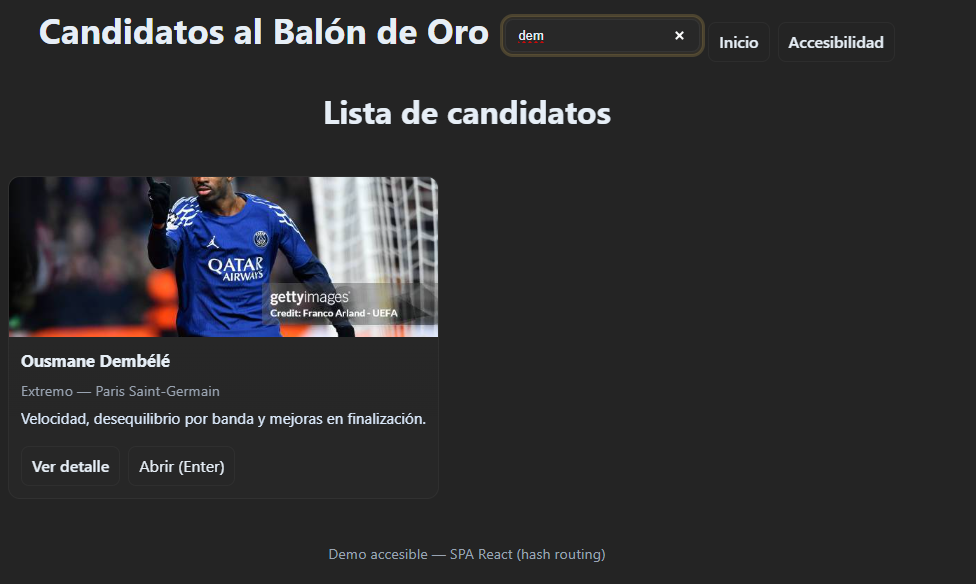 Candidatos al Balón de Oro
dem
Inicio
Accesibilidad
Lista de candidatos
QATAR
AIRWAYS
gettyimages®
Credit: Franco Arland - UEFA
Ousmane Dembélé
Extremo — Paris Saint-Germain
Velocidad, desequilibrio por banda y mejoras en finalización.
Ver detalle
Abrir (Enter)
Demo accesible — SPA React (hash routing)